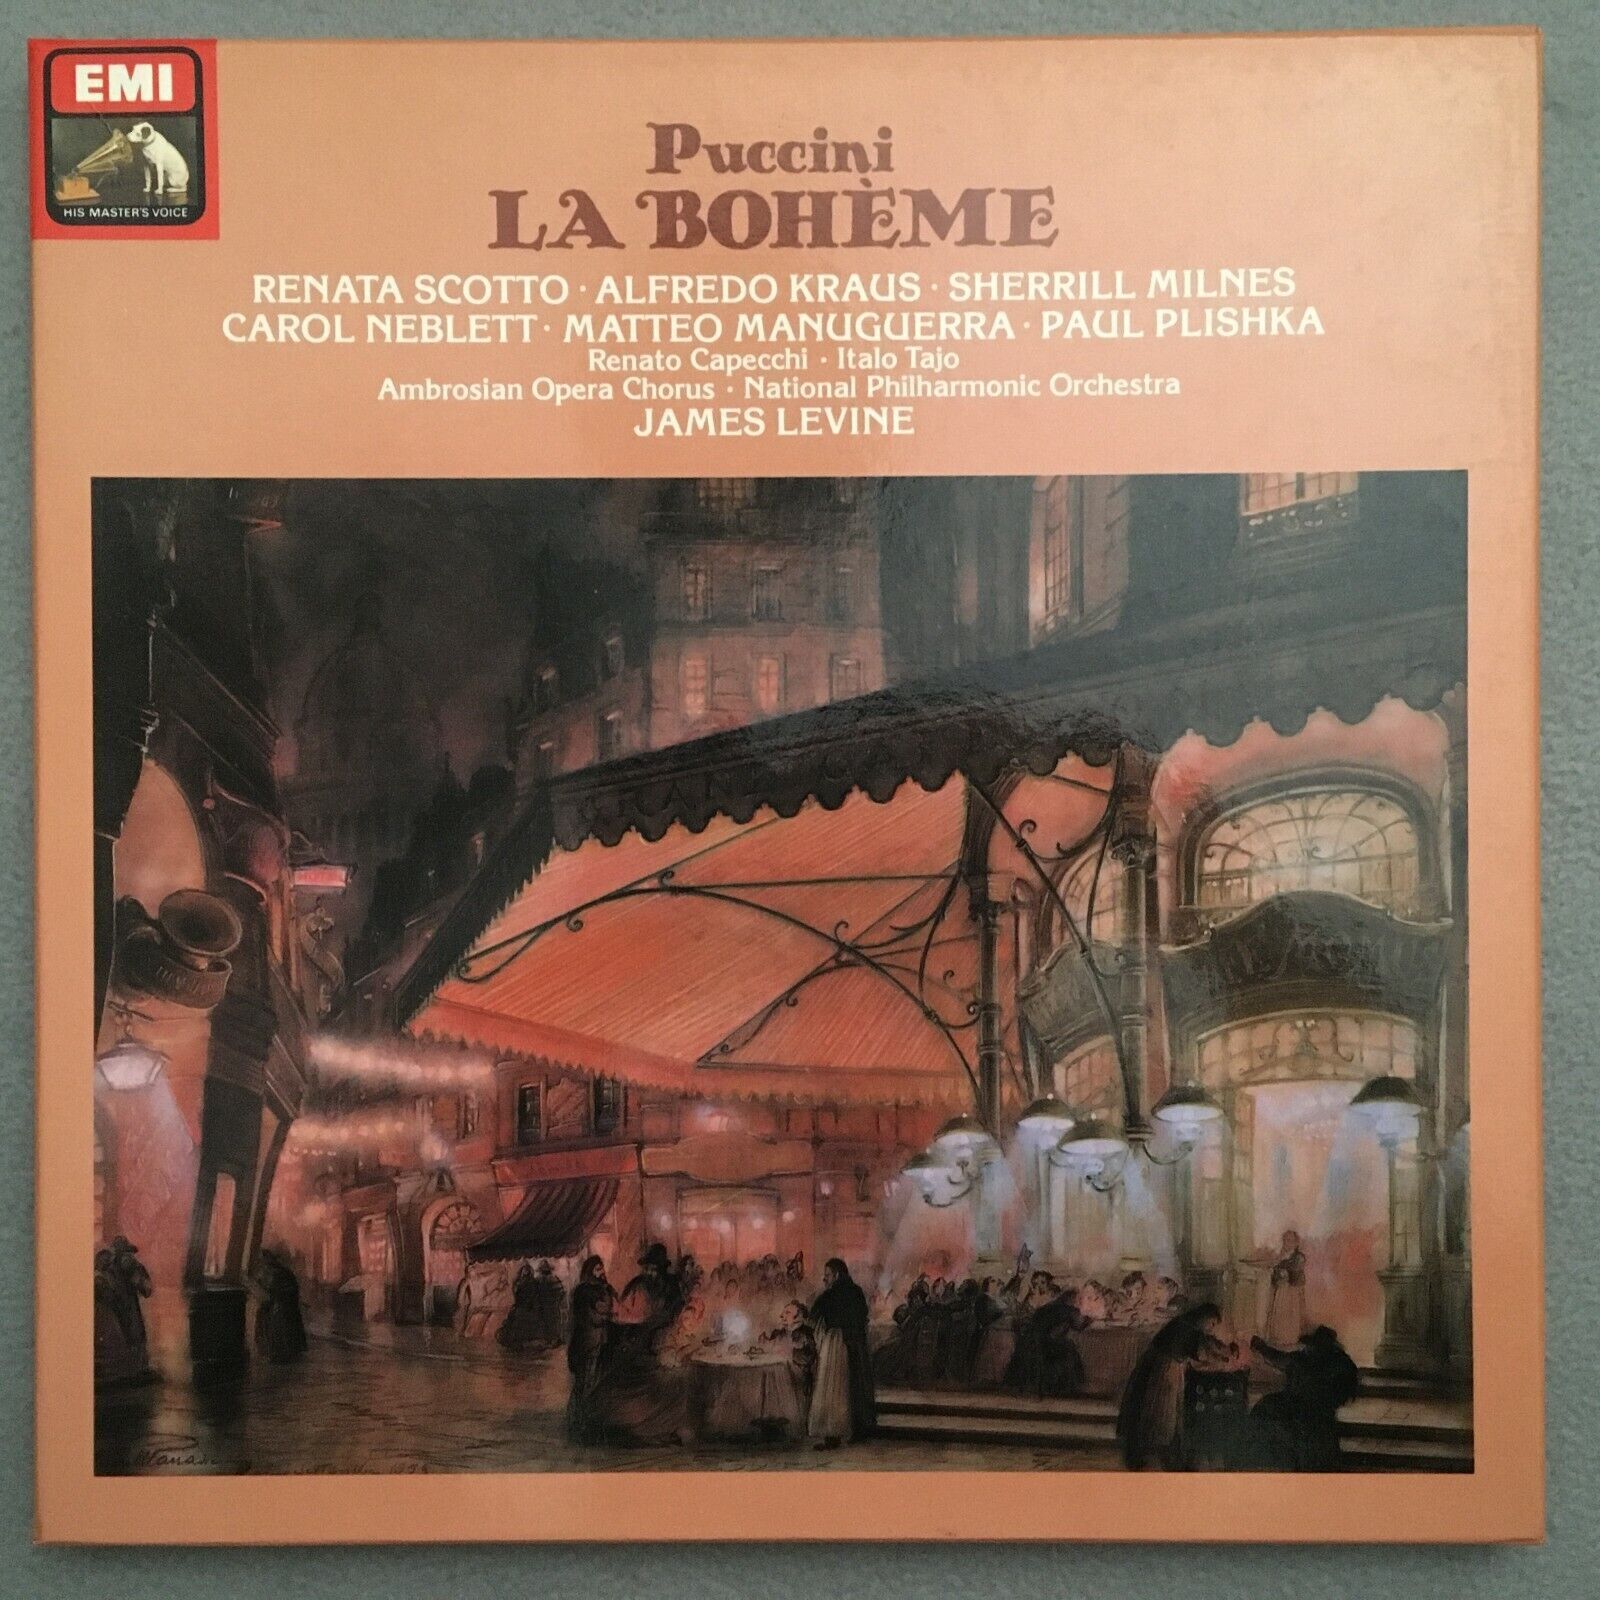 EMI
HIS MASTER'S VOICE
Puccini
LA BOHÈME
RENATA SCOTTO · ALFREDO KRAUS · SHERRILL MILNES
CAROL NEBLETT · MATTEO MANUGUERRA · PAUL PLISHKA
Renato Capecchi · Italo Tajo
Ambrosian Opera Chorus · National Philharmonic Orchestra
JAMES LEVINE